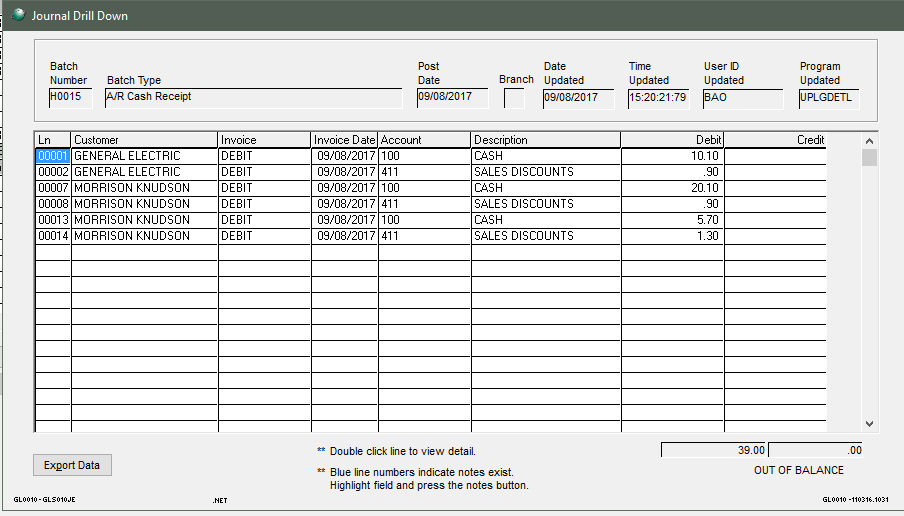 Journal Drill Down
Batch Number Batch Type Post Date Branch Date Updated Time Updated User ID Updated Program Updated
H0015 A/R Cash Receipt 09/08/2017 09/08/2017 15:20:21:79 BAO UPLGDETL
Ln Customer Invoice Invoice Date Account Description Debit Credit
00001 GENERAL ELECTRIC DEBIT 09/08/2017 100 CASH 10.10
00002 GENERAL ELECTRIC DEBIT 09/08/2017 411 SALES DISCOUNTS .90
00007 MORRISON KNUDSON DEBIT 09/08/2017 100 CASH 20.10
00008 MORRISON KNUDSON DEBIT 09/08/2017 411 SALES DISCOUNTS .90
00013 MORRISON KNUDSON DEBIT 09/08/2017 100 CASH 5.70
00014 MORRISON KNUDSON DEBIT 09/08/2017 411 SALES DISCOUNTS 1.30
** Double click line to view detail. 39.00 .00
Export Data ** Blue line numbers indicate notes exist. OUT OF BALANCE
Highlight field and press the notes button.
GL0010 - GLS010JE .NET GL0010 -110316.1031